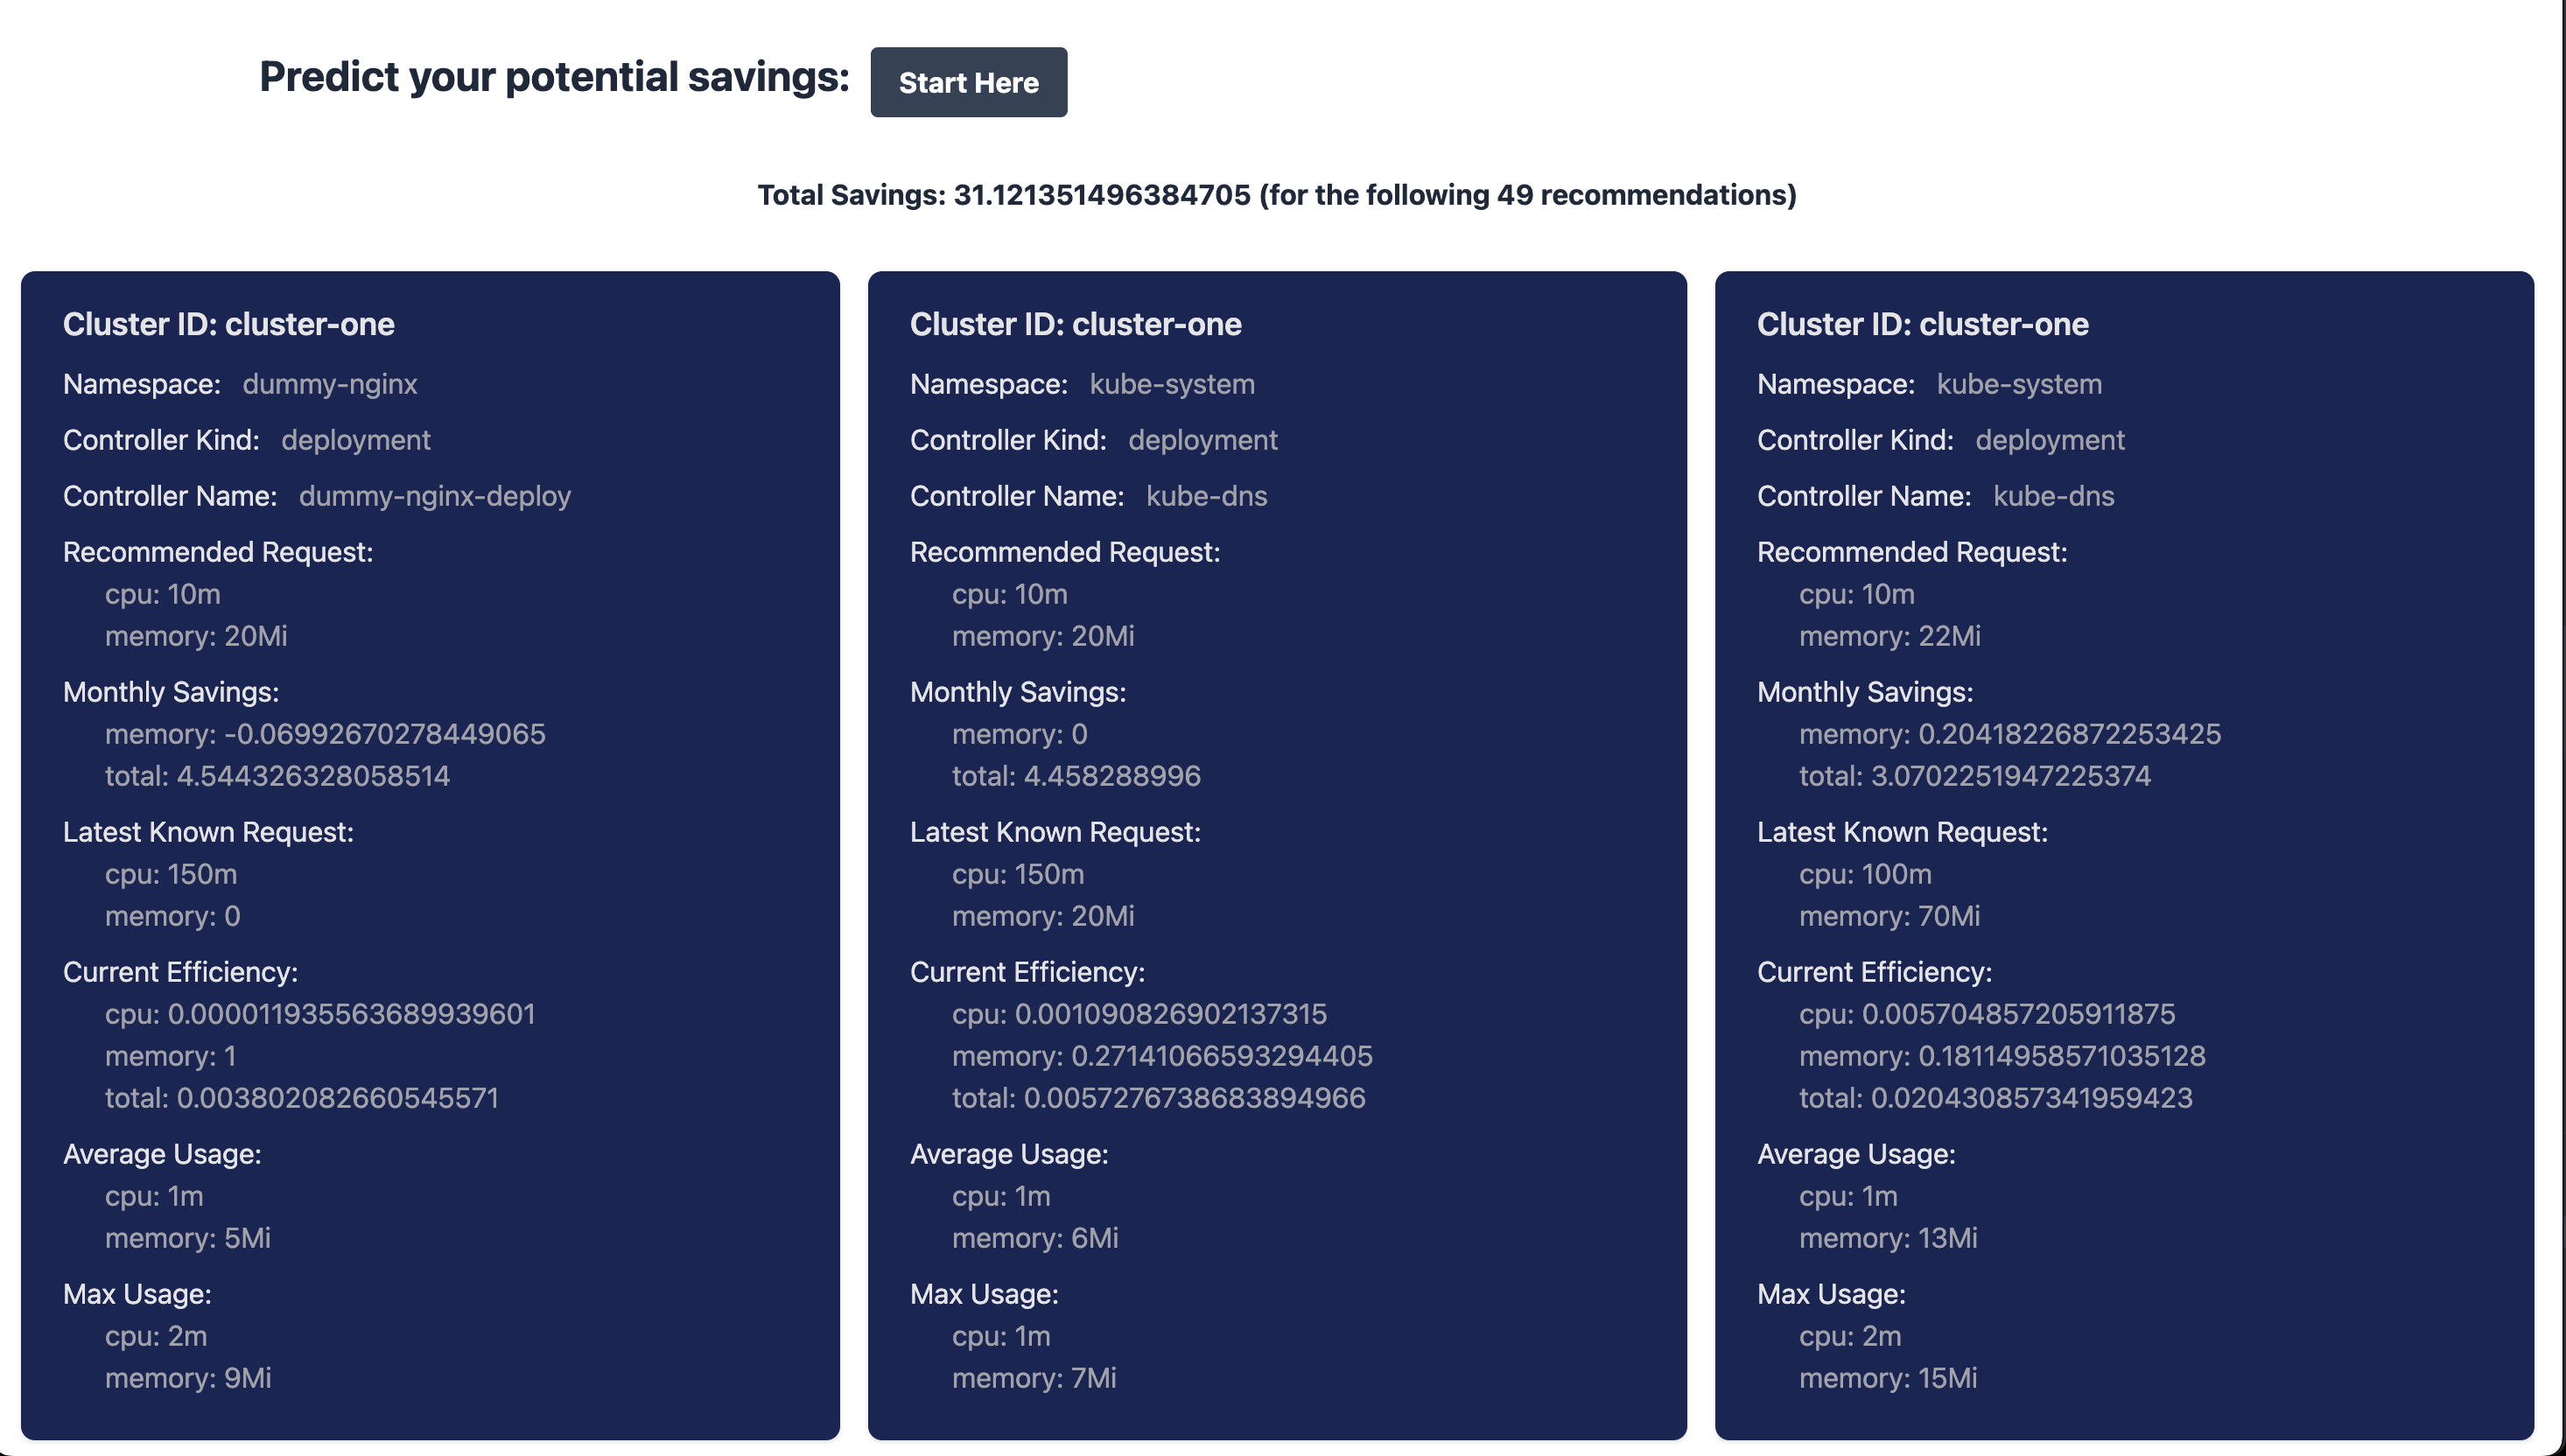 Predict your potential savings:
Start Here
Total Savings: 31.121351496384705 (for the following 49 recommendations)
Cluster ID: cluster-one
Namespace: dummy-nginx
Controller Kind: deployment
Controller Name: dummy-nginx-deploy
Recommended Request:
cpu: 10m
memory: 20Mi
Monthly Savings:
memory: -0.06992670278449065
total: 4.544326328058514
Latest Known Request:
cpu: 150m
memory: 0
Current Efficiency:
cpu: 0.000011935563689939601
memory: 1
total: 0.003802082660545571
Average Usage:
cpu: 1m
memory: 5Mi
Max Usage:
cpu: 2m
memory: 9Mi
Cluster ID: cluster-one
Namespace: kube-system
Controller Kind: deployment
Controller Name: kube-dns
Recommended Request:
cpu: 10m
memory: 20Mi
Monthly Savings:
memory: 0
total: 4.458288996
Latest Known Request:
cpu: 150m
memory: 20Mi
Current Efficiency:
cpu: 0.001090826902137315
memory: 0.27141066593294405
total: 0.0057276738683894966
Average Usage:
cpu: 1m
memory: 6Mi
Max Usage:
cpu: 1m
memory: 7Mi
Cluster ID: cluster-one
Namespace: kube-system
Controller Kind: deployment
Controller Name: kube-dns
Recommended Request:
cpu: 10m
memory: 22Mi
Monthly Savings:
memory: 0.20418226872253425
total: 3.0702251947225374
Latest Known Request:
cpu: 100m
memory: 70Mi
Current Efficiency:
cpu: 0.005704857205911875
memory: 0.18114958571035128
total: 0.020430857341959423
Average Usage:
cpu: 1m
memory: 13Mi
Max Usage:
cpu: 2m
memory: 15Mi